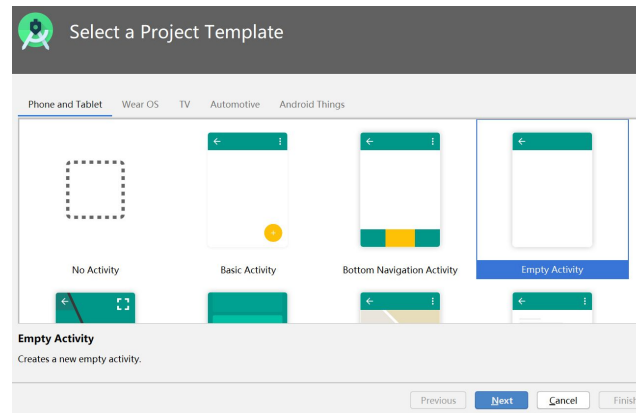 Select a Project Template
Phone and Tablet Wear OS TV Automotive Android Things
No Activity Basic Activity Bottom Navigation Activity Empty Activity
Empty Activity
Creates a new empty activity.
Previous Next Cancel Finish